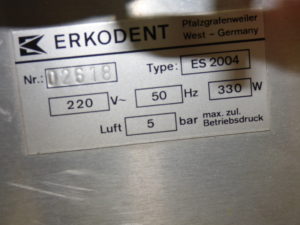 ERKODENT
Pfalzgrafenweiler
West – Germany
Nr.: 02618 Type: ES 2004
220 V~ 50 Hz 330 W
Luft 5 bar max. zul.
Betriebsdruck